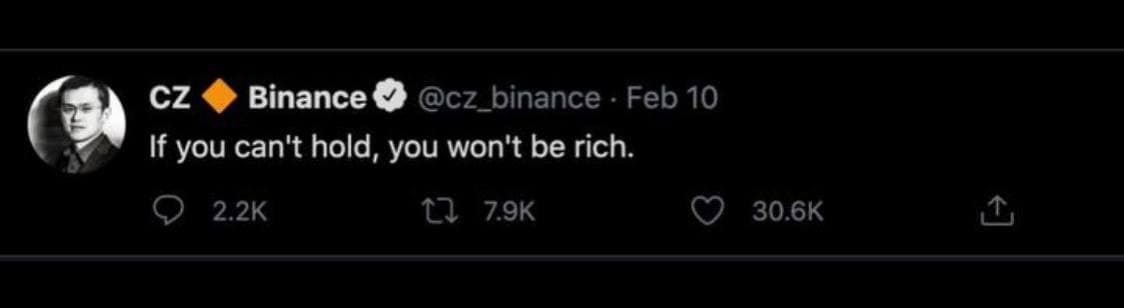 CZ 🔶 Binance @cz_binance · Feb 10
If you can't hold, you won't be rich.
2.2K 7.9K 30.6K